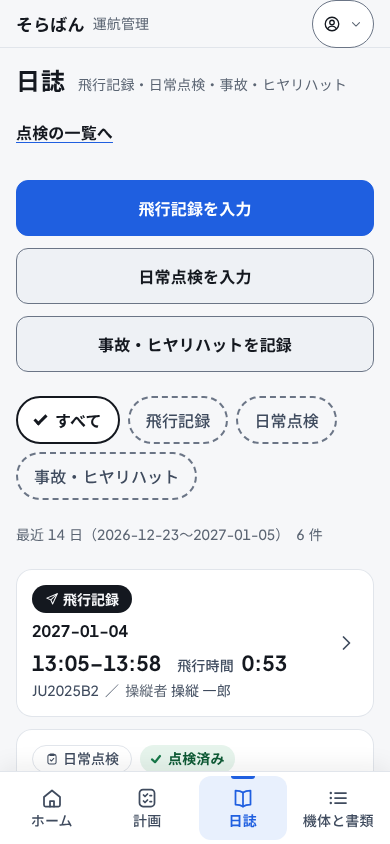 そらばん 運航管理
日誌 飛行記録・日常点検・事故・ヒヤリハット
点検の一覧へ
飛行記録を入力
日常点検を入力
事故・ヒヤリハットを記録
すべて 飛行記録 日常点検
事故・ヒヤリハット
最近 14 日（2026-12-23〜2027-01-05） 6 件
飛行記録
2027-01-04
13:05–13:58 飛行時間 0:53
JU2025B2 ／ 操縦者 操縦 一郎
日常点検 点検済み
ホーム 計画 日誌 機体と書類